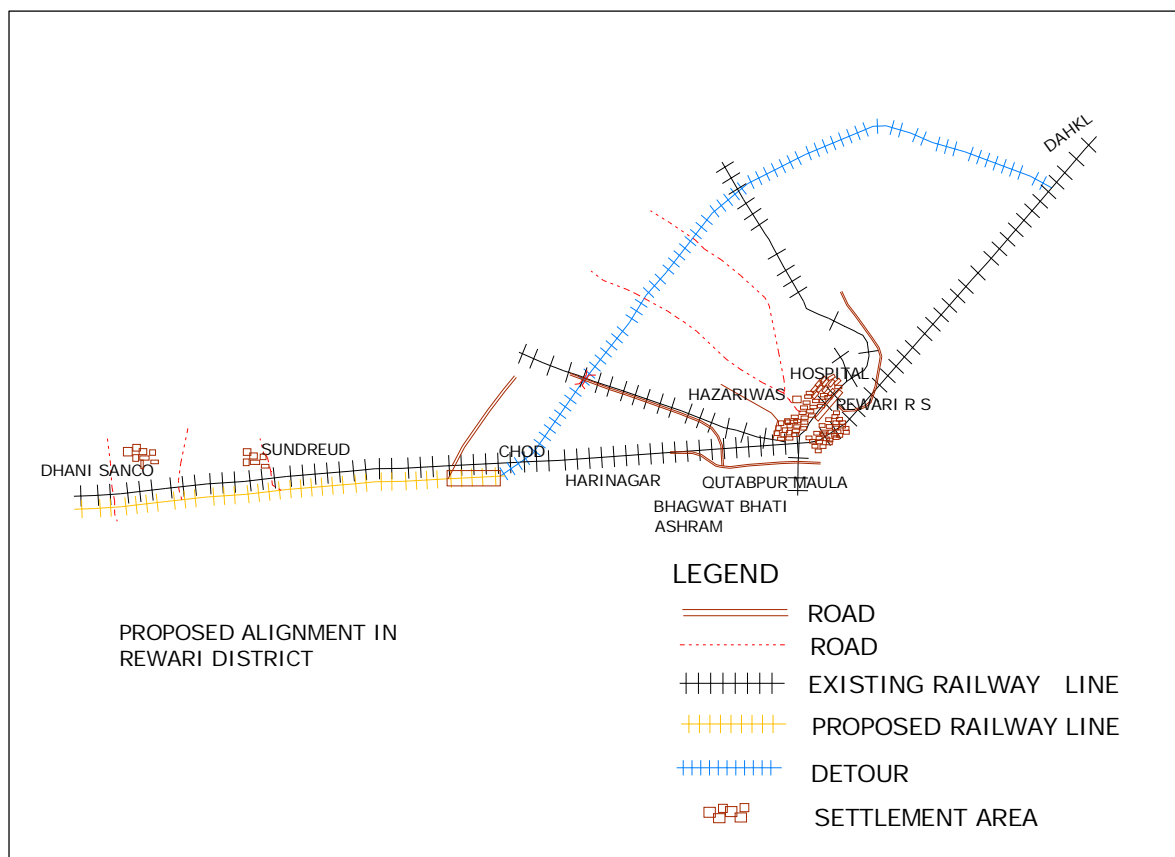 DAHKL
HOSPITAL
HAZARIWAS
REWARI R S
SUNDREUD
CHOD
DHANI SANCO
HARINAGAR
QUTABPUR MAULA
BHAGWAT BHATI
ASHRAM
LEGEND
ROAD
ROAD
EXISTING RAILWAY LINE
PROPOSED RAILWAY LINE
DETOUR
SETTLEMENT AREA
PROPOSED ALIGNMENT IN
REWARI DISTRICT